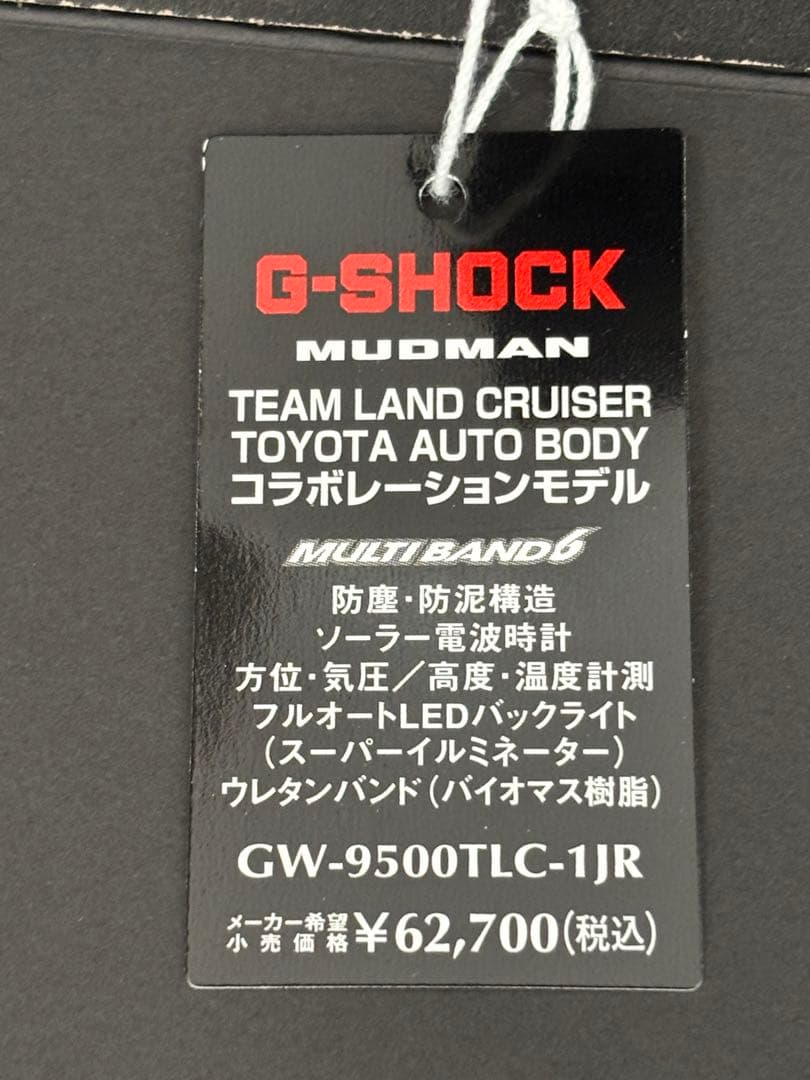 G-SHOCK
MUDMAN
TEAM LAND CRUISER
TOYOTA AUTO BODY
コラボレーションモデル
MULTIBAND6
防塵・防泥構造
ソーラー電波時計
方位・気圧／高度・温度計測
フルオートLEDバックライト
(スーパーイルミネーター)
ウレタンバンド(バイオマス樹脂)
GW-9500TLC-1JR
メーカー希望小売価格 ¥62,700(税込)